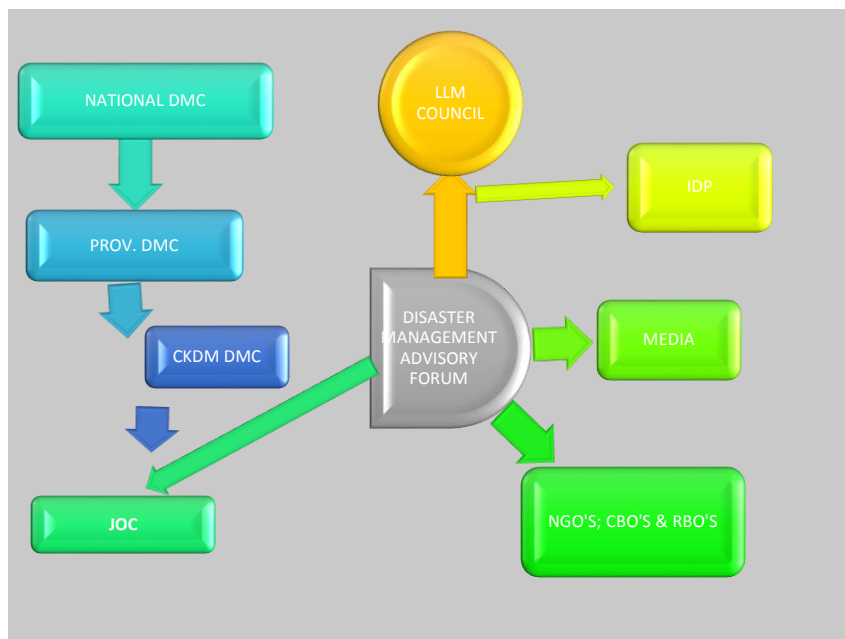 NATIONAL DMC
PROV. DMC
CKDM DMC
JOC
LLM
COUNCIL
IDP
DISASTER
MANAGEMENT
ADVISORY
FORUM
MEDIA
NGO'S; CBO'S & RBO'S